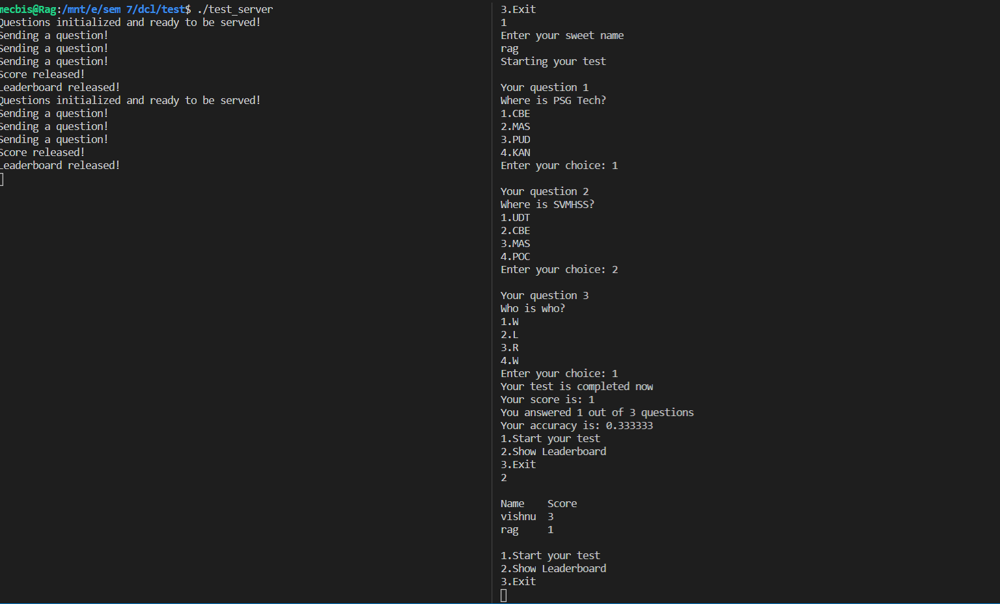 mecbis@Rag:/mnt/e/sem 7/dcl/test$ ./test_server
Questions initialized and ready to be served!
Sending a question!
Sending a question!
Sending a question!
Score released!
Leaderboard released!
Questions initialized and ready to be served!
Sending a question!
Sending a question!
Sending a question!
Score released!
Leaderboard released!
3.Exit
1
Enter your sweet name
rag
Starting your test
Your question 1
Where is PSG Tech?
1.CBE
2.MAS
3.PUD
4.KAN
Enter your choice: 1
Your question 2
Where is SVMHSS?
1.UDT
2.CBE
3.MAS
4.POC
Enter your choice: 2
Your question 3
Who is who?
1.W
2.L
3.R
4.W
Enter your choice: 1
Your test is completed now
Your score is: 1
You answered 1 out of 3 questions
Your accuracy is: 0.333333
1.Start your test
2.Show Leaderboard
3.Exit
2
Name    Score
vishnu  3
rag     1
1.Start your test
2.Show Leaderboard
3.Exit